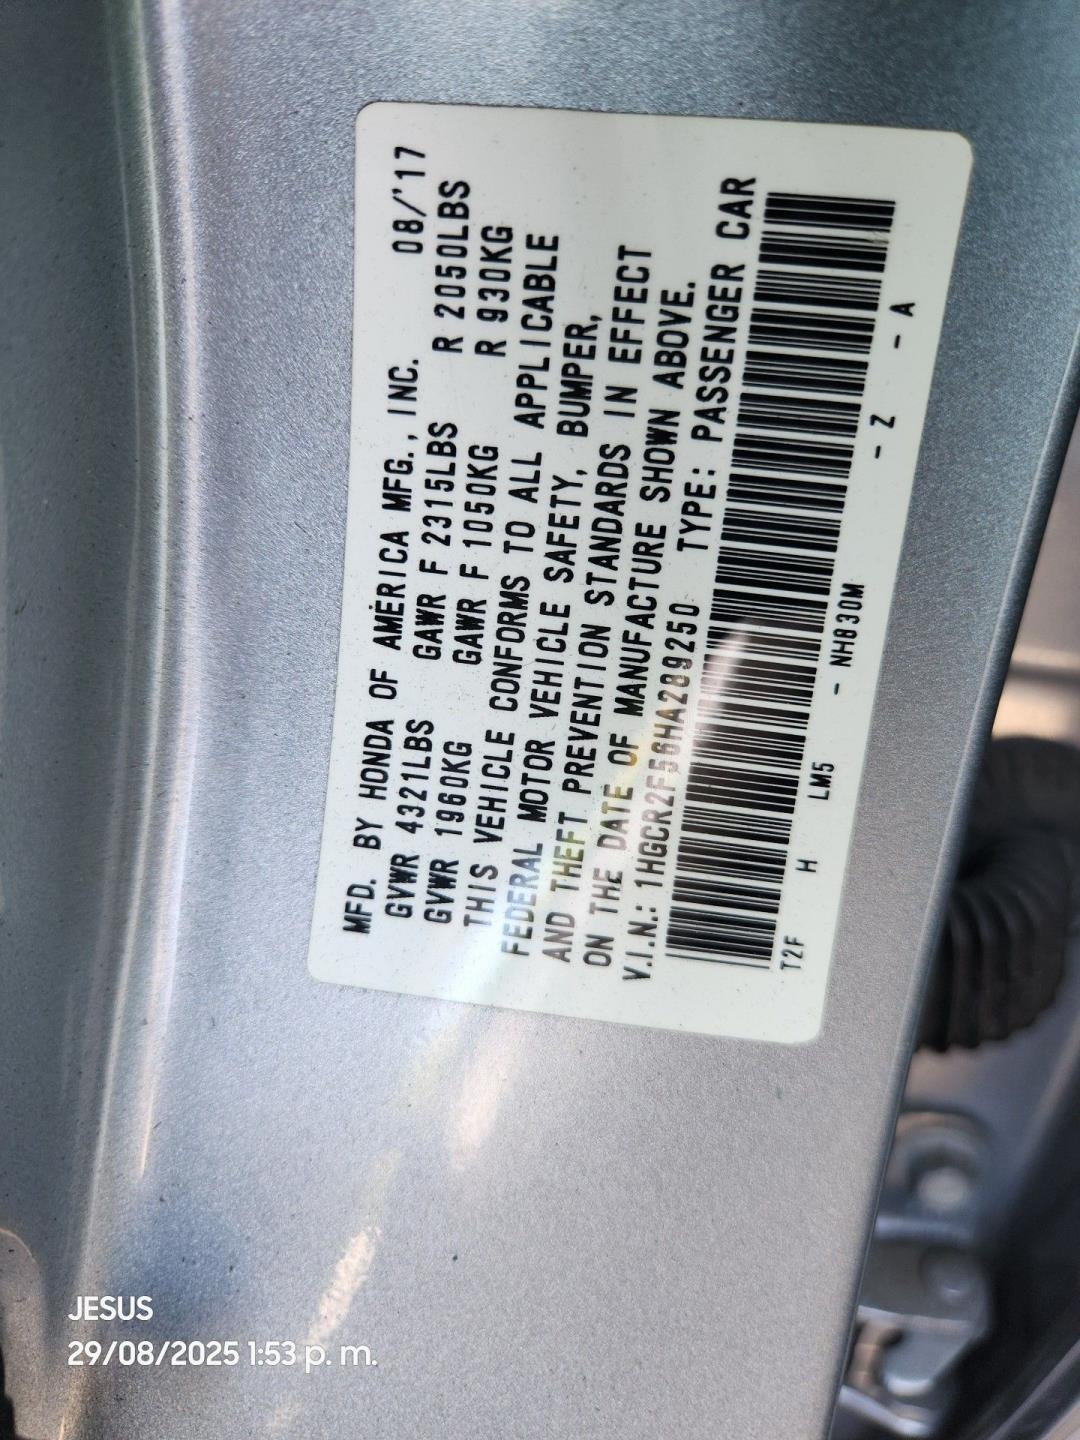 MFD. BY HONDA OF AMERICA MFG., INC. 08/'17
GVWR 4321LBS GAWR F 2315LBS R 2050LBS
GVWR 1960KG GAWR F 1050KG R 930KG
THIS VEHICLE CONFORMS TO ALL APPLICABLE
FEDERAL MOTOR VEHICLE SAFETY, BUMPER,
AND THEFT PREVENTION STANDARDS IN EFFECT
ON THE DATE OF MANUFACTURE SHOWN ABOVE.
V.I.N.: 1HGCR2F56HA289250 TYPE: PASSENGER CAR
T2F H LM5 - NH830M - Z - A
JESUS
29/08/2025 1:53 p. m.